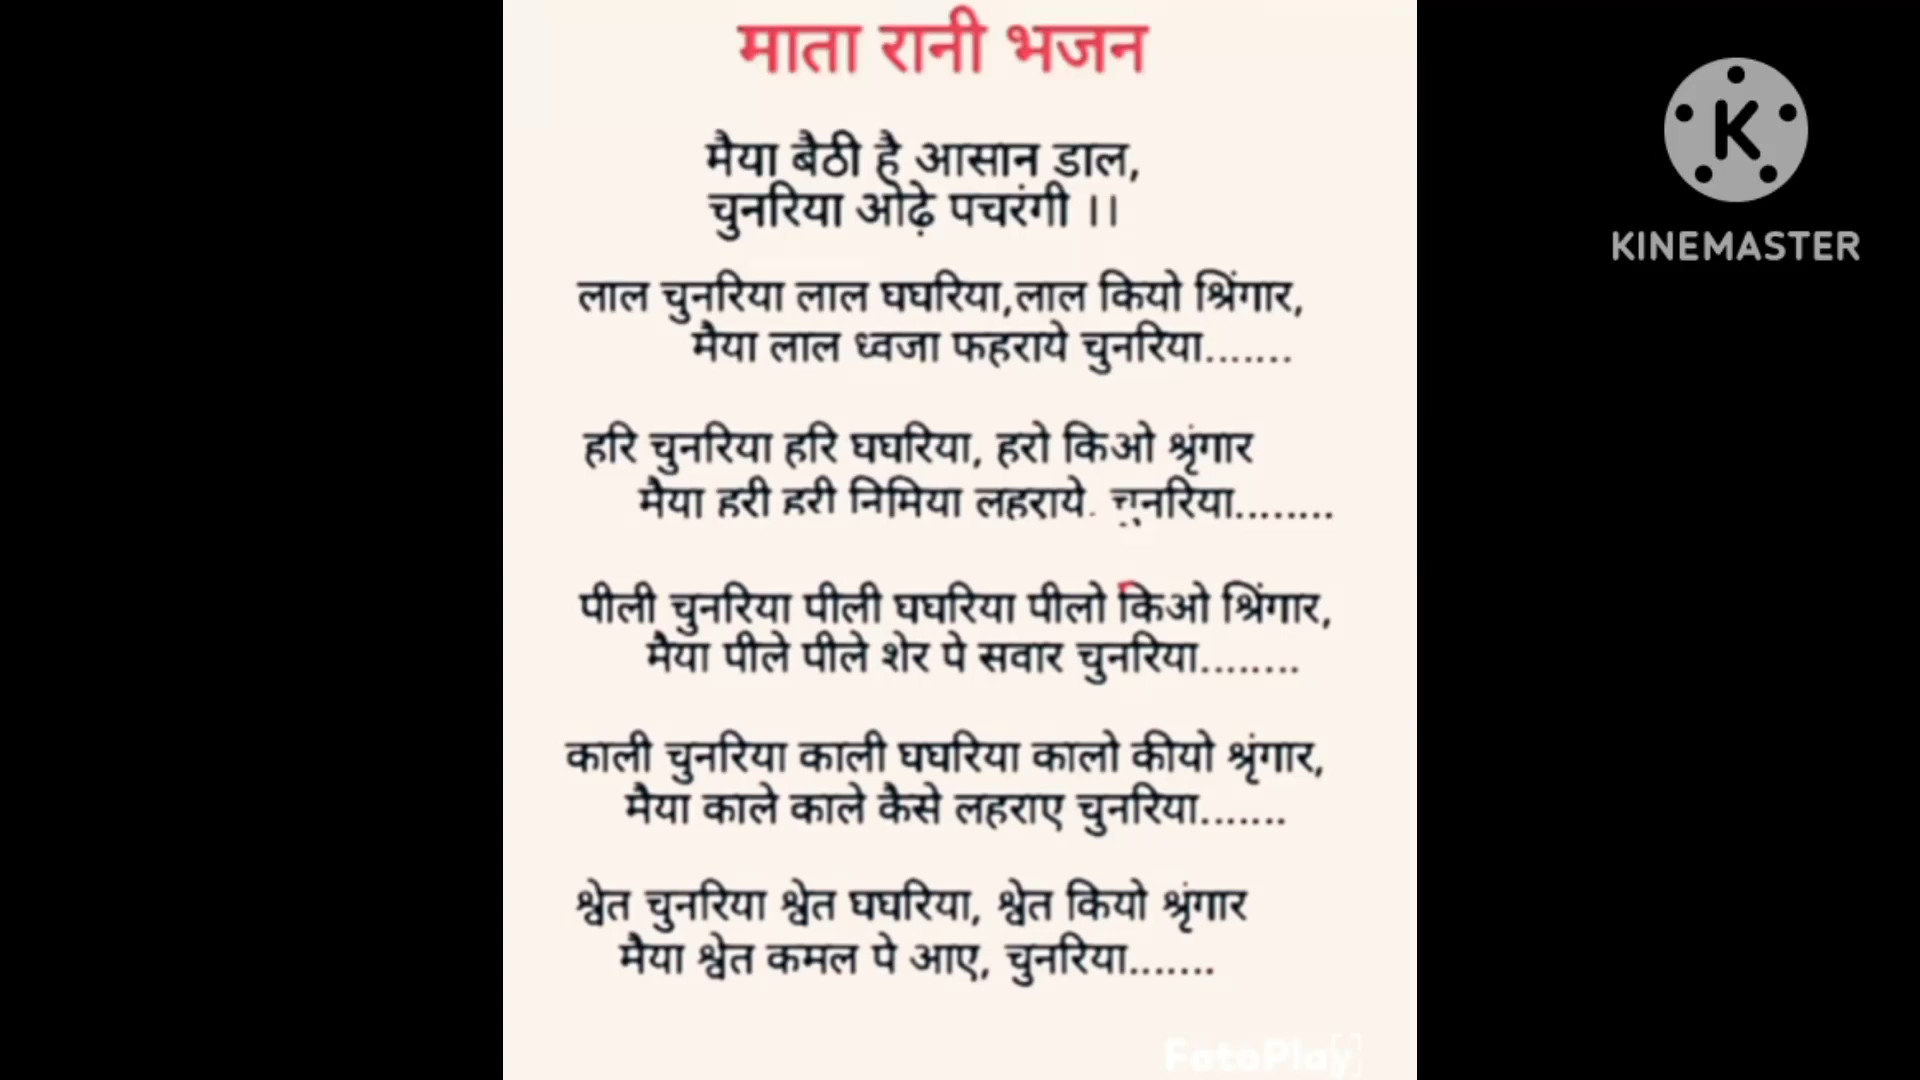 माता रानी भजन
मैया बैठी है आसान डाल,
चुनरिया ओढ़े पचरंगी ।।
लाल चुनरिया लाल घघरिया,लाल कियो श्रिंगार,
मैया लाल ध्वजा फहराये चुनरिया.......
हरि चुनरिया हरि घघरिया, हरो किओ श्रृंगार
मैया हरी हरी निमिया लहराये. चुनरिया........
पीली चुनरिया पीली घघरिया पीलो किओ श्रिंगार,
मैया पीले पीले शेर पे सवार चुनरिया........
काली चुनरिया काली घघरिया कालो कीयो श्रृंगार,
मैया काले काले कैसे लहराए चुनरिया.......
श्वेत चुनरिया श्वेत घघरिया, श्वेत कियो श्रृंगार
मैया श्वेत कमल पे आए, चुनरिया.......
FotoPlay
K
KINEMASTER